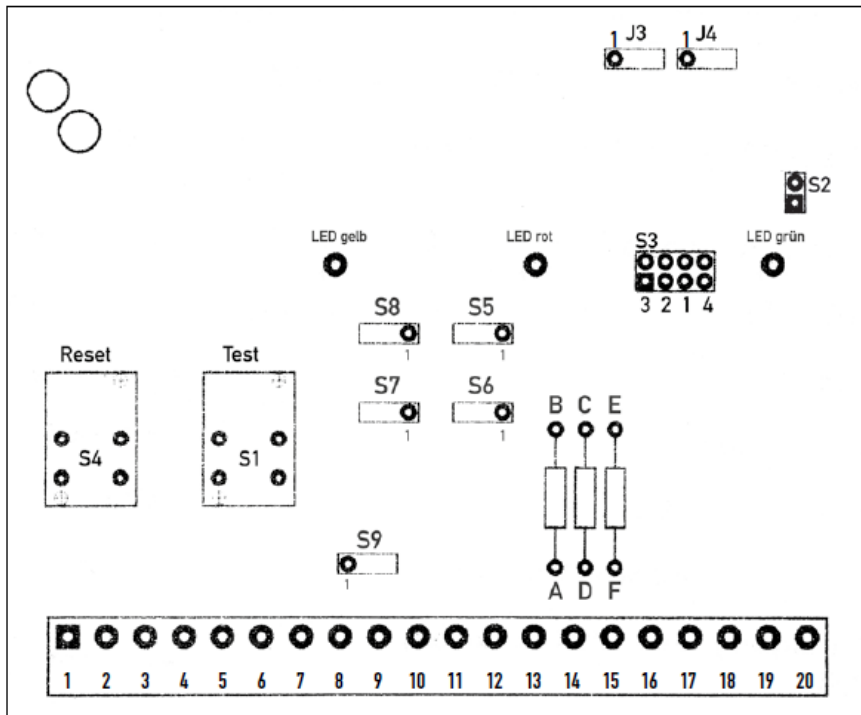 1 J3 1 J4
S2
LED gelb LED rot S3 LED grün
3 2 1 4
S8 S5
1 1
Reset Test
S7 S6
1 1
B C E
S4 S1
S9
1
A D F
1 2 3 4 5 6 7 8 9 10 11 12 13 14 15 16 17 18 19 20